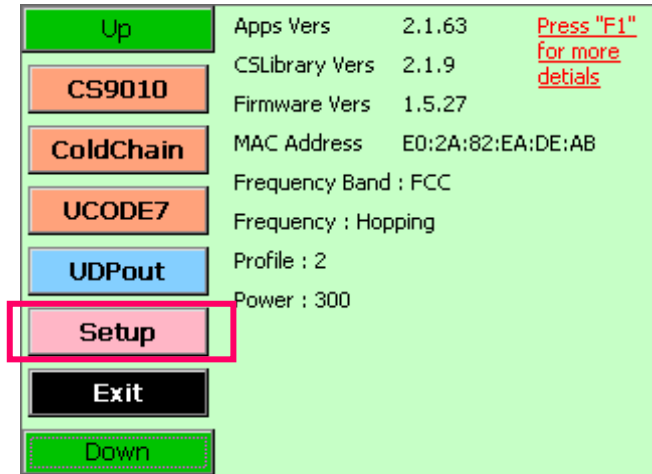 Up
CS9010
ColdChain
UCODE7
UDPout
Setup
Exit
Down
Apps Vers 2.1.63
CSLibrary Vers 2.1.9
Firmware Vers 1.5.27
MAC Address E0:2A:82:EA:DE:AB
Frequency Band : FCC
Frequency : Hopping
Profile : 2
Power : 300
Press "F1"
for more
detials